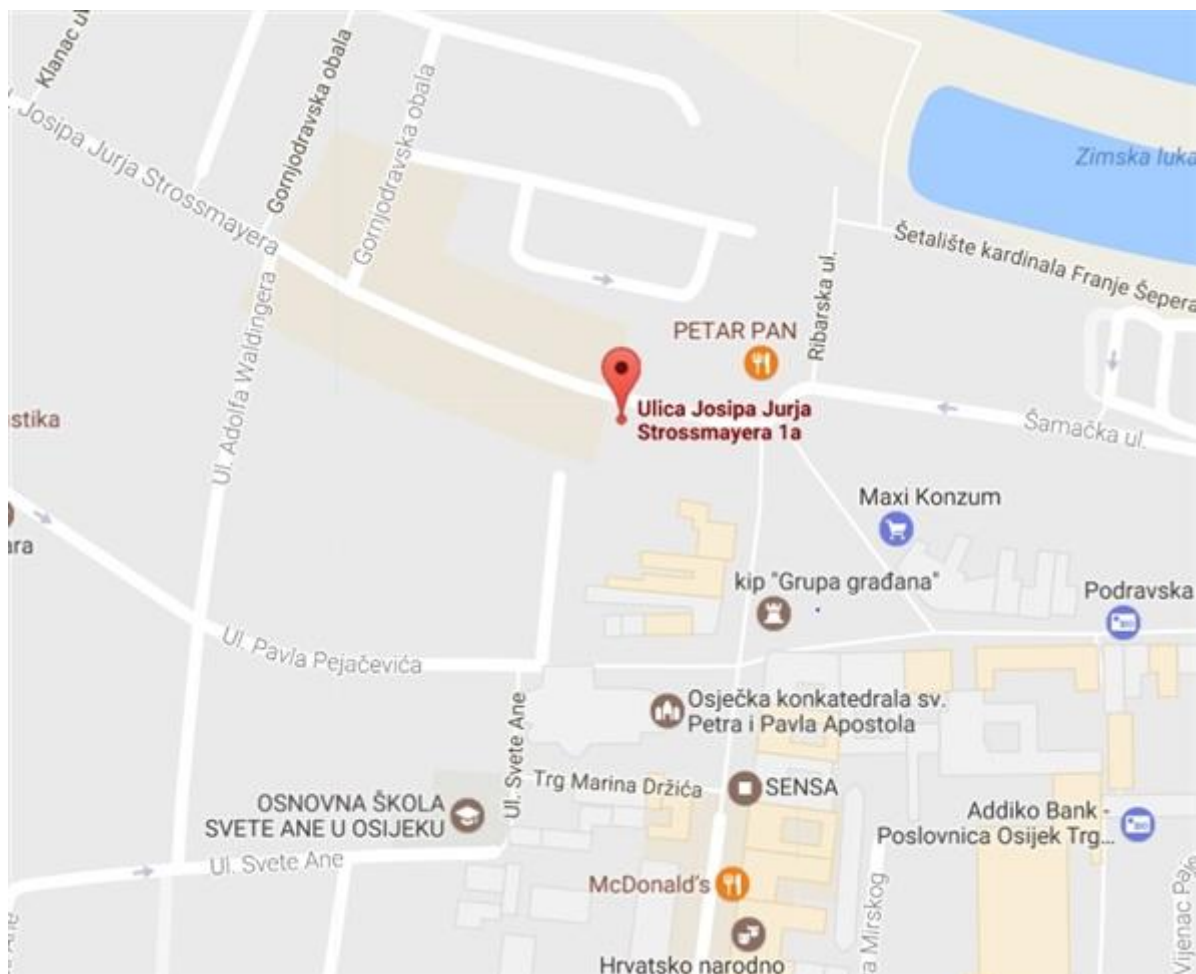 Klanac ul
Gornjodravska obala
Gornjodravska obala
Josipa Jurja Strossmayera
Zimska luka
Šetalište kardinala Franje Šepera
Ribarska ul.
PETAR PAN
Ulica Josipa Jurja
Strossmayera 1a
Šamačka ul.
Ul. Adolfa Waldingera
stika
ara
Maxi Konzum
kip "Grupa građana"
Podravska
Ul. Pavla Pejačevića
Osječka konkatedrala sv.
Petra i Pavla Apostola
Ul. Svete Ane
Trg Marina Držića
SENSA
OSNOVNA ŠKOLA
SVETE ANE U OSIJEKU
Addiko Bank -
Poslovnica Osijek Trg...
Ul. Svete Ane
McDonald's
Hrvatsko narodno
a Mirskog
Vijenac
Ane